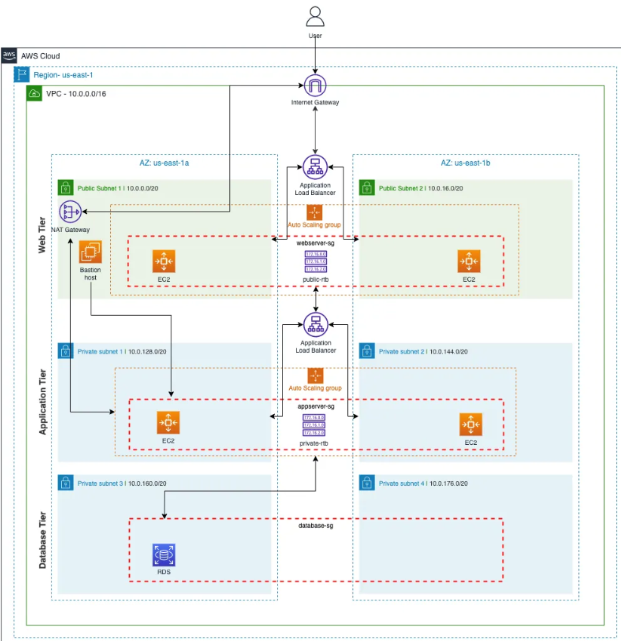 User
aws
AWS Cloud
Region- us-east-1
VPC - 10.0.0.0/16
Internet Gateway
AZ: us-east-1a
AZ: us-east-1b
Application
Load Balancer
Public Subnet 1 | 10.0.0.0/20
Public Subnet 2 | 10.0.16.0/20
Auto Scaling group
NAT Gateway
Web Tier
webserver-sg
Bastion
host
EC2
public-rtb
EC2
Application
Load Balancer
Private subnet 1 | 10.0.128.0/20
Private subnet 2 | 10.0.144.0/20
Auto Scaling group
Application Tier
appserver-sg
EC2
private-rtb
EC2
Private subnet 3 | 10.0.160.0/20
Private subnet 4 | 10.0.176.0/20
Database Tier
database-sg
RDS